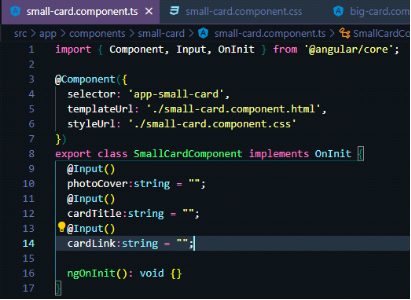 small-card.component.ts × small-card.component.css big-card.com
src > app > components > small-card > small-card.component.ts > SmallCardCo
1 import { Component, Input, OnInit } from '@angular/core';
2
3 @Component({
4 selector: 'app-small-card',
5 templateUrl: './small-card.component.html',
6 styleUrl: './small-card.component.css'
7 })
8 export class SmallCardComponent implements OnInit {
9 @Input()
10 photoCover:string = "";
11 @Input()
12 cardTitle:string = "";
13 @Input()
14 cardLink:string = "";
15
16 ngOnInit(): void {}
17 }